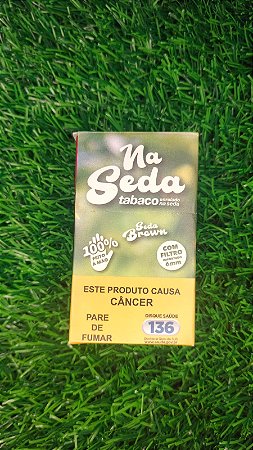 Na
Seda
tabaco enrolado
na seda
Seda
Brown
100%
FEITO
À MÃO
COM
FILTRO
6mm
ESTE PRODUTO CAUSA
CÂNCER
PARE
DE
FUMAR
DISQUE SAÚDE
136